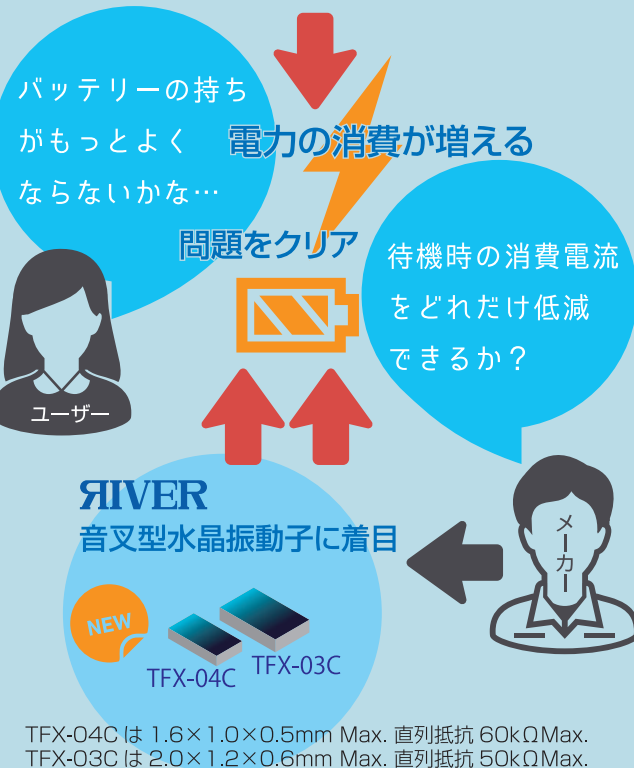 バッテリーの持ち
がもっとよく
ならないかな…
電力の消費が増える
問題をクリア
待機時の消費電流
をどれだけ低減
できるか？
ユーザー
メーカー
ЯIVER
音叉型水晶振動子に着目
NEW
TFX-04C
TFX-03C
TFX-04C は 1.6×1.0×0.5mm Max. 直列抵抗 60kΩMax.
TFX-03C は 2.0×1.2×0.6mm Max. 直列抵抗 50kΩMax.